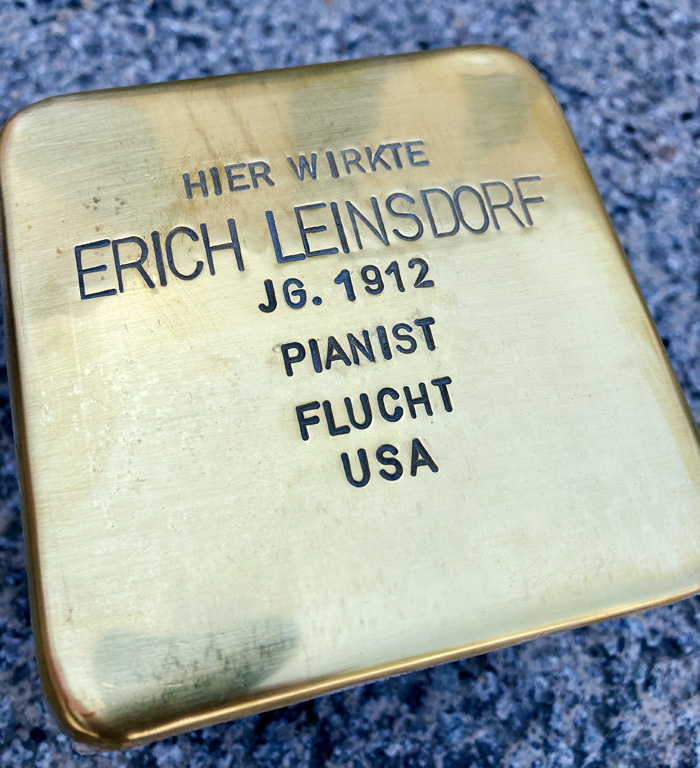 HIER WIRKTE
ERICH LEINSDORF
JG. 1912
PIANIST
FLUCHT
USA